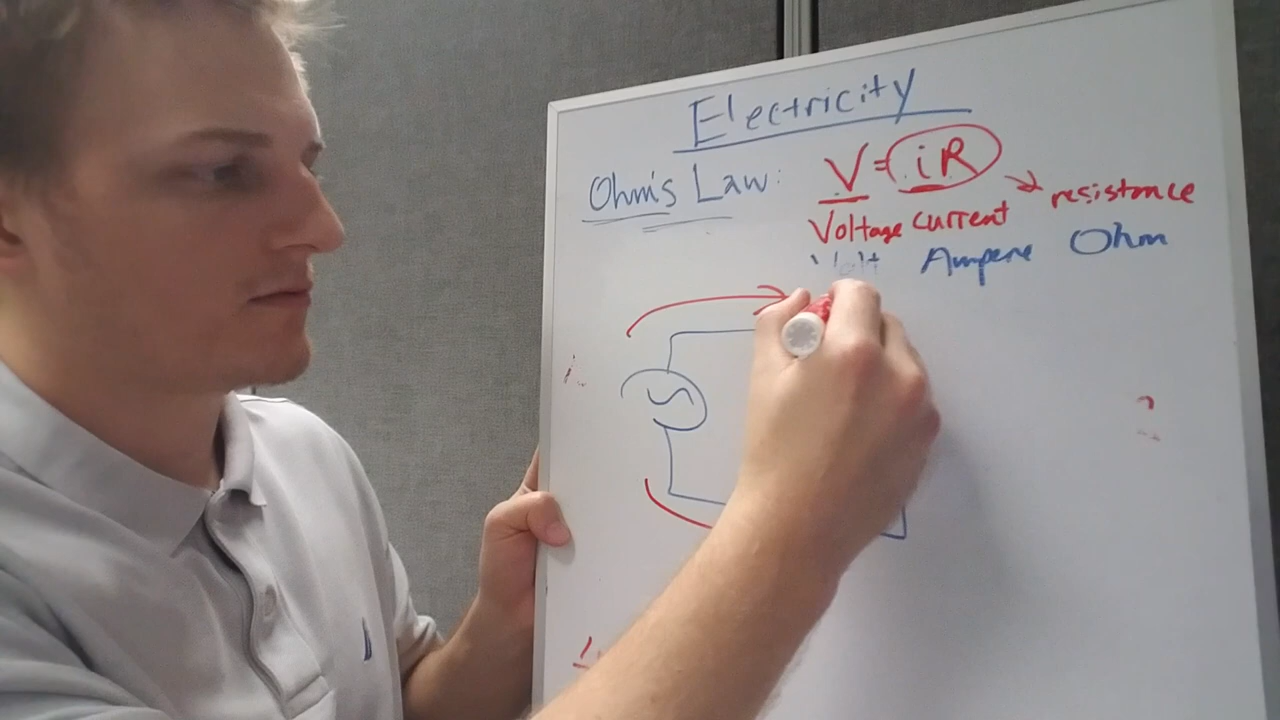 Electricity
Ohm's Law: V = iR
resistance
Voltage Current
Volt Ampere Ohm